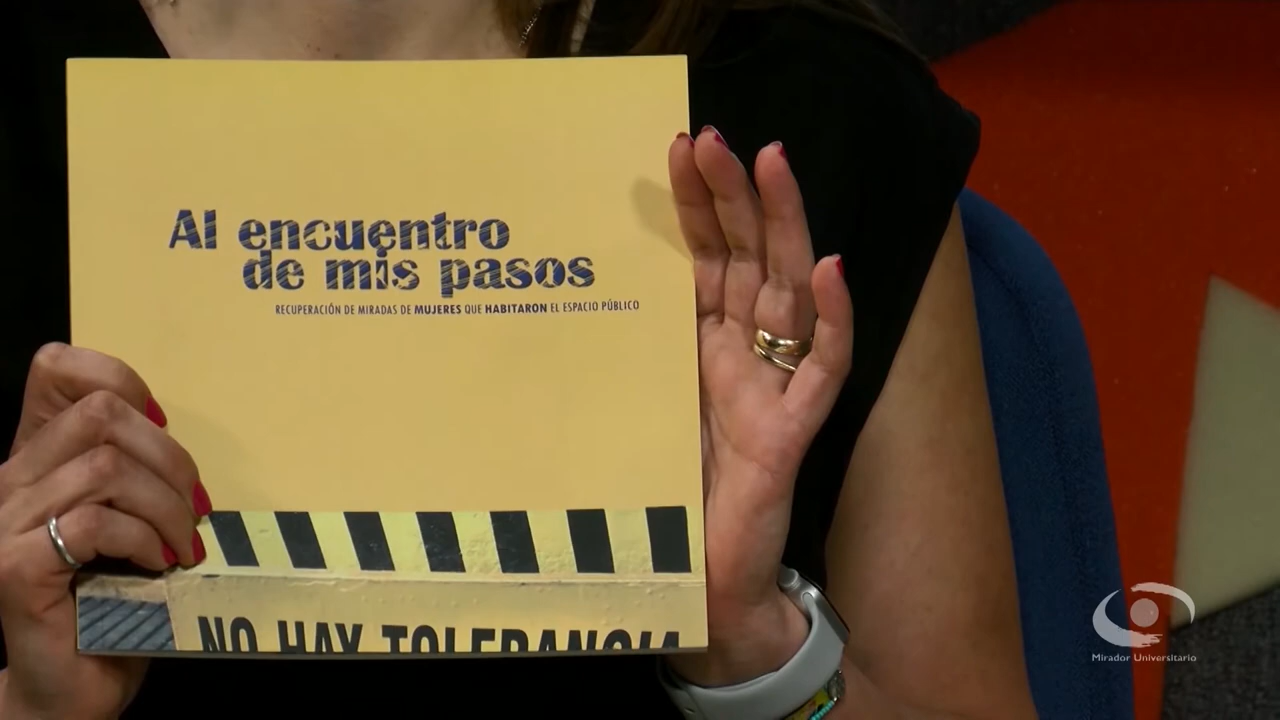 Al encuentro
de mis pasos
RECUPERACIÓN DE MIRADAS DE MUJERES QUE HABITARON EL ESPACIO PÚBLICO
NO HAY TOLERANCIA
Mirador Universitario